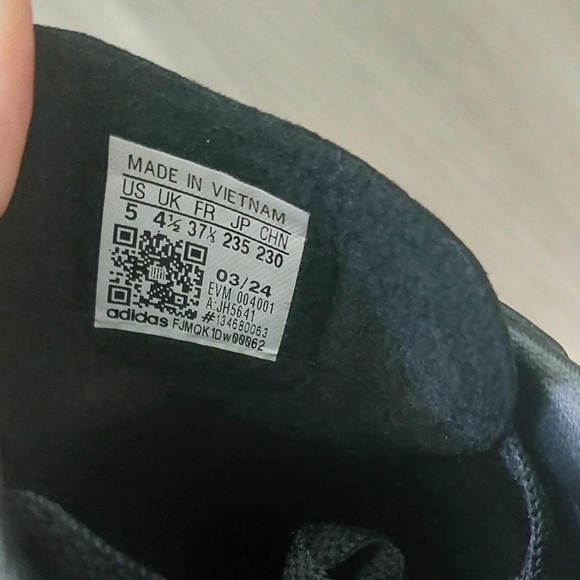 MADE IN VIETNAM
US UK FR JP CHN
5 4½ 37⅓ 235 230
03/24
EVM 004001
A:JH5641
#134680063
adidas FJMQK1Dw00062